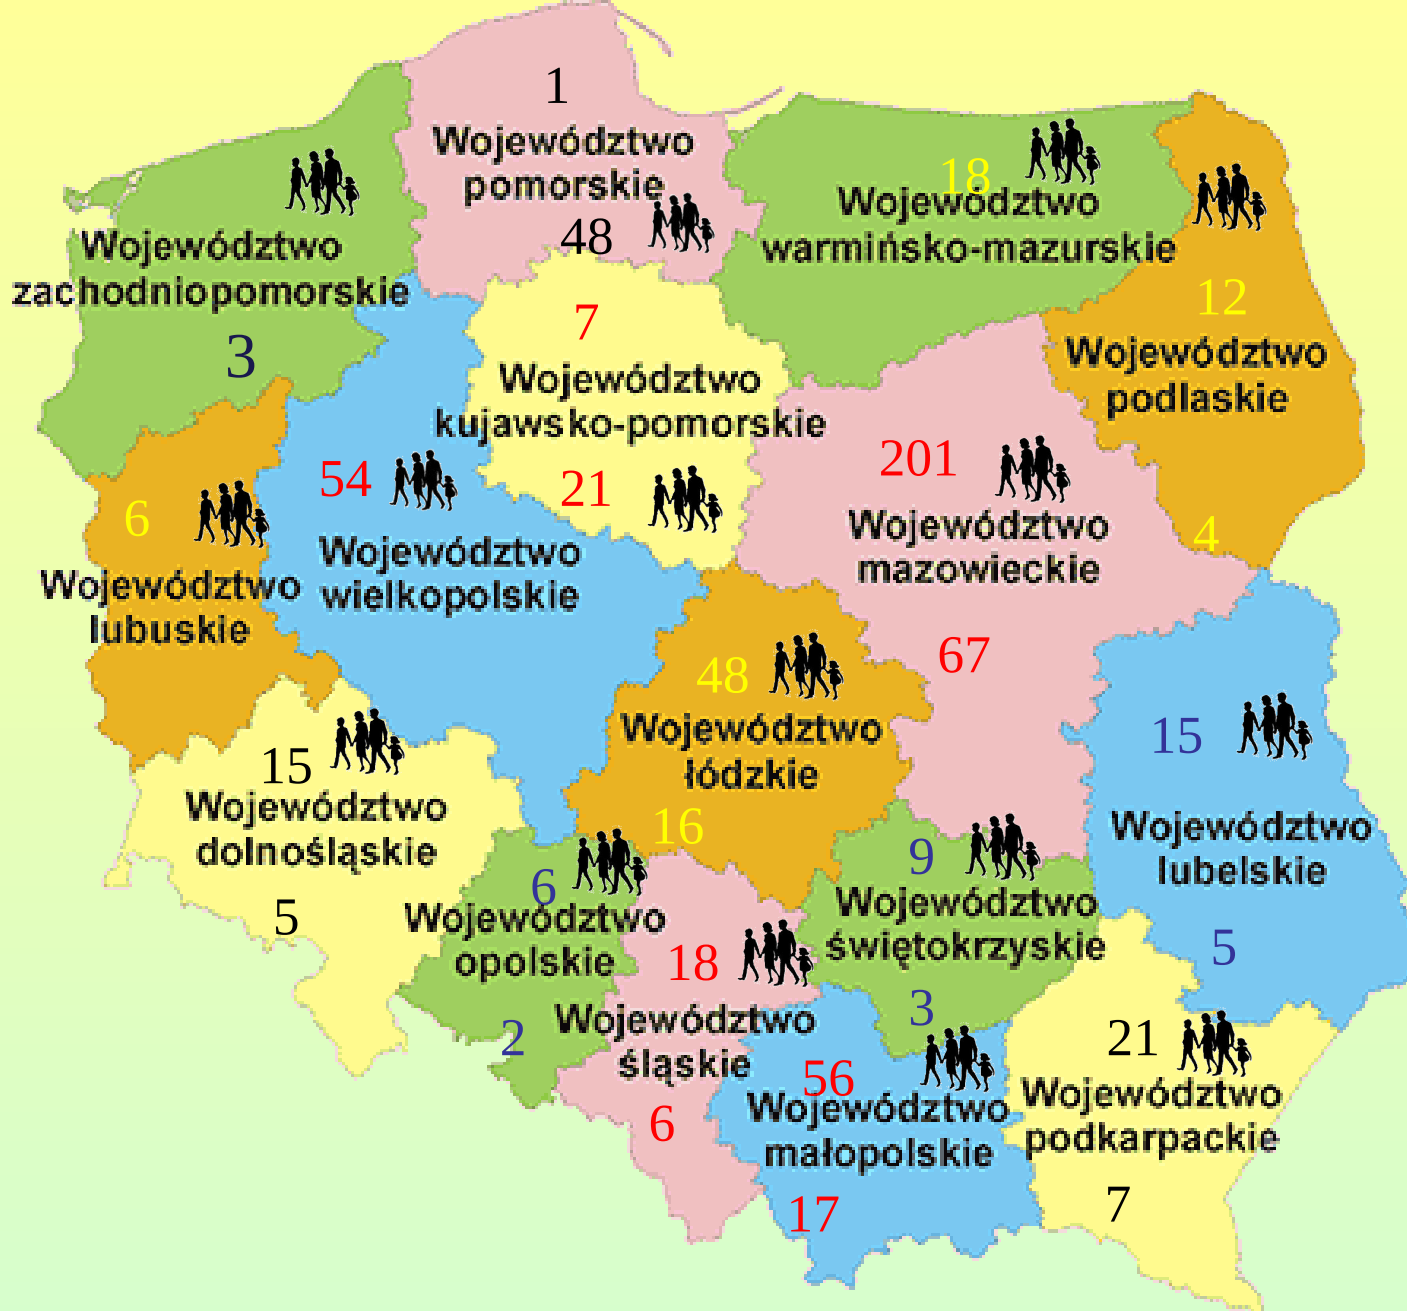 1
Województwo
pomorskie
48
18
Województwo
warmińsko-mazurskie
Województwo
zachodniopomorskie
3
12
Województwo
podlaskie
4
7
Województwo
kujawsko-pomorskie
21
201
Województwo
mazowieckie
67
54
Województwo
wielkopolskie
6
Województwo
lubuskie
48
Województwo
łódzkie
16
15
Województwo
lubelskie
5
15
Województwo
dolnośląskie
5
6
Województwo
opolskie
2
9
Województwo
świętokrzyskie
3
18
Województwo
śląskie
6
56
Województwo
małopolskie
17
21
Województwo
podkarpackie
7